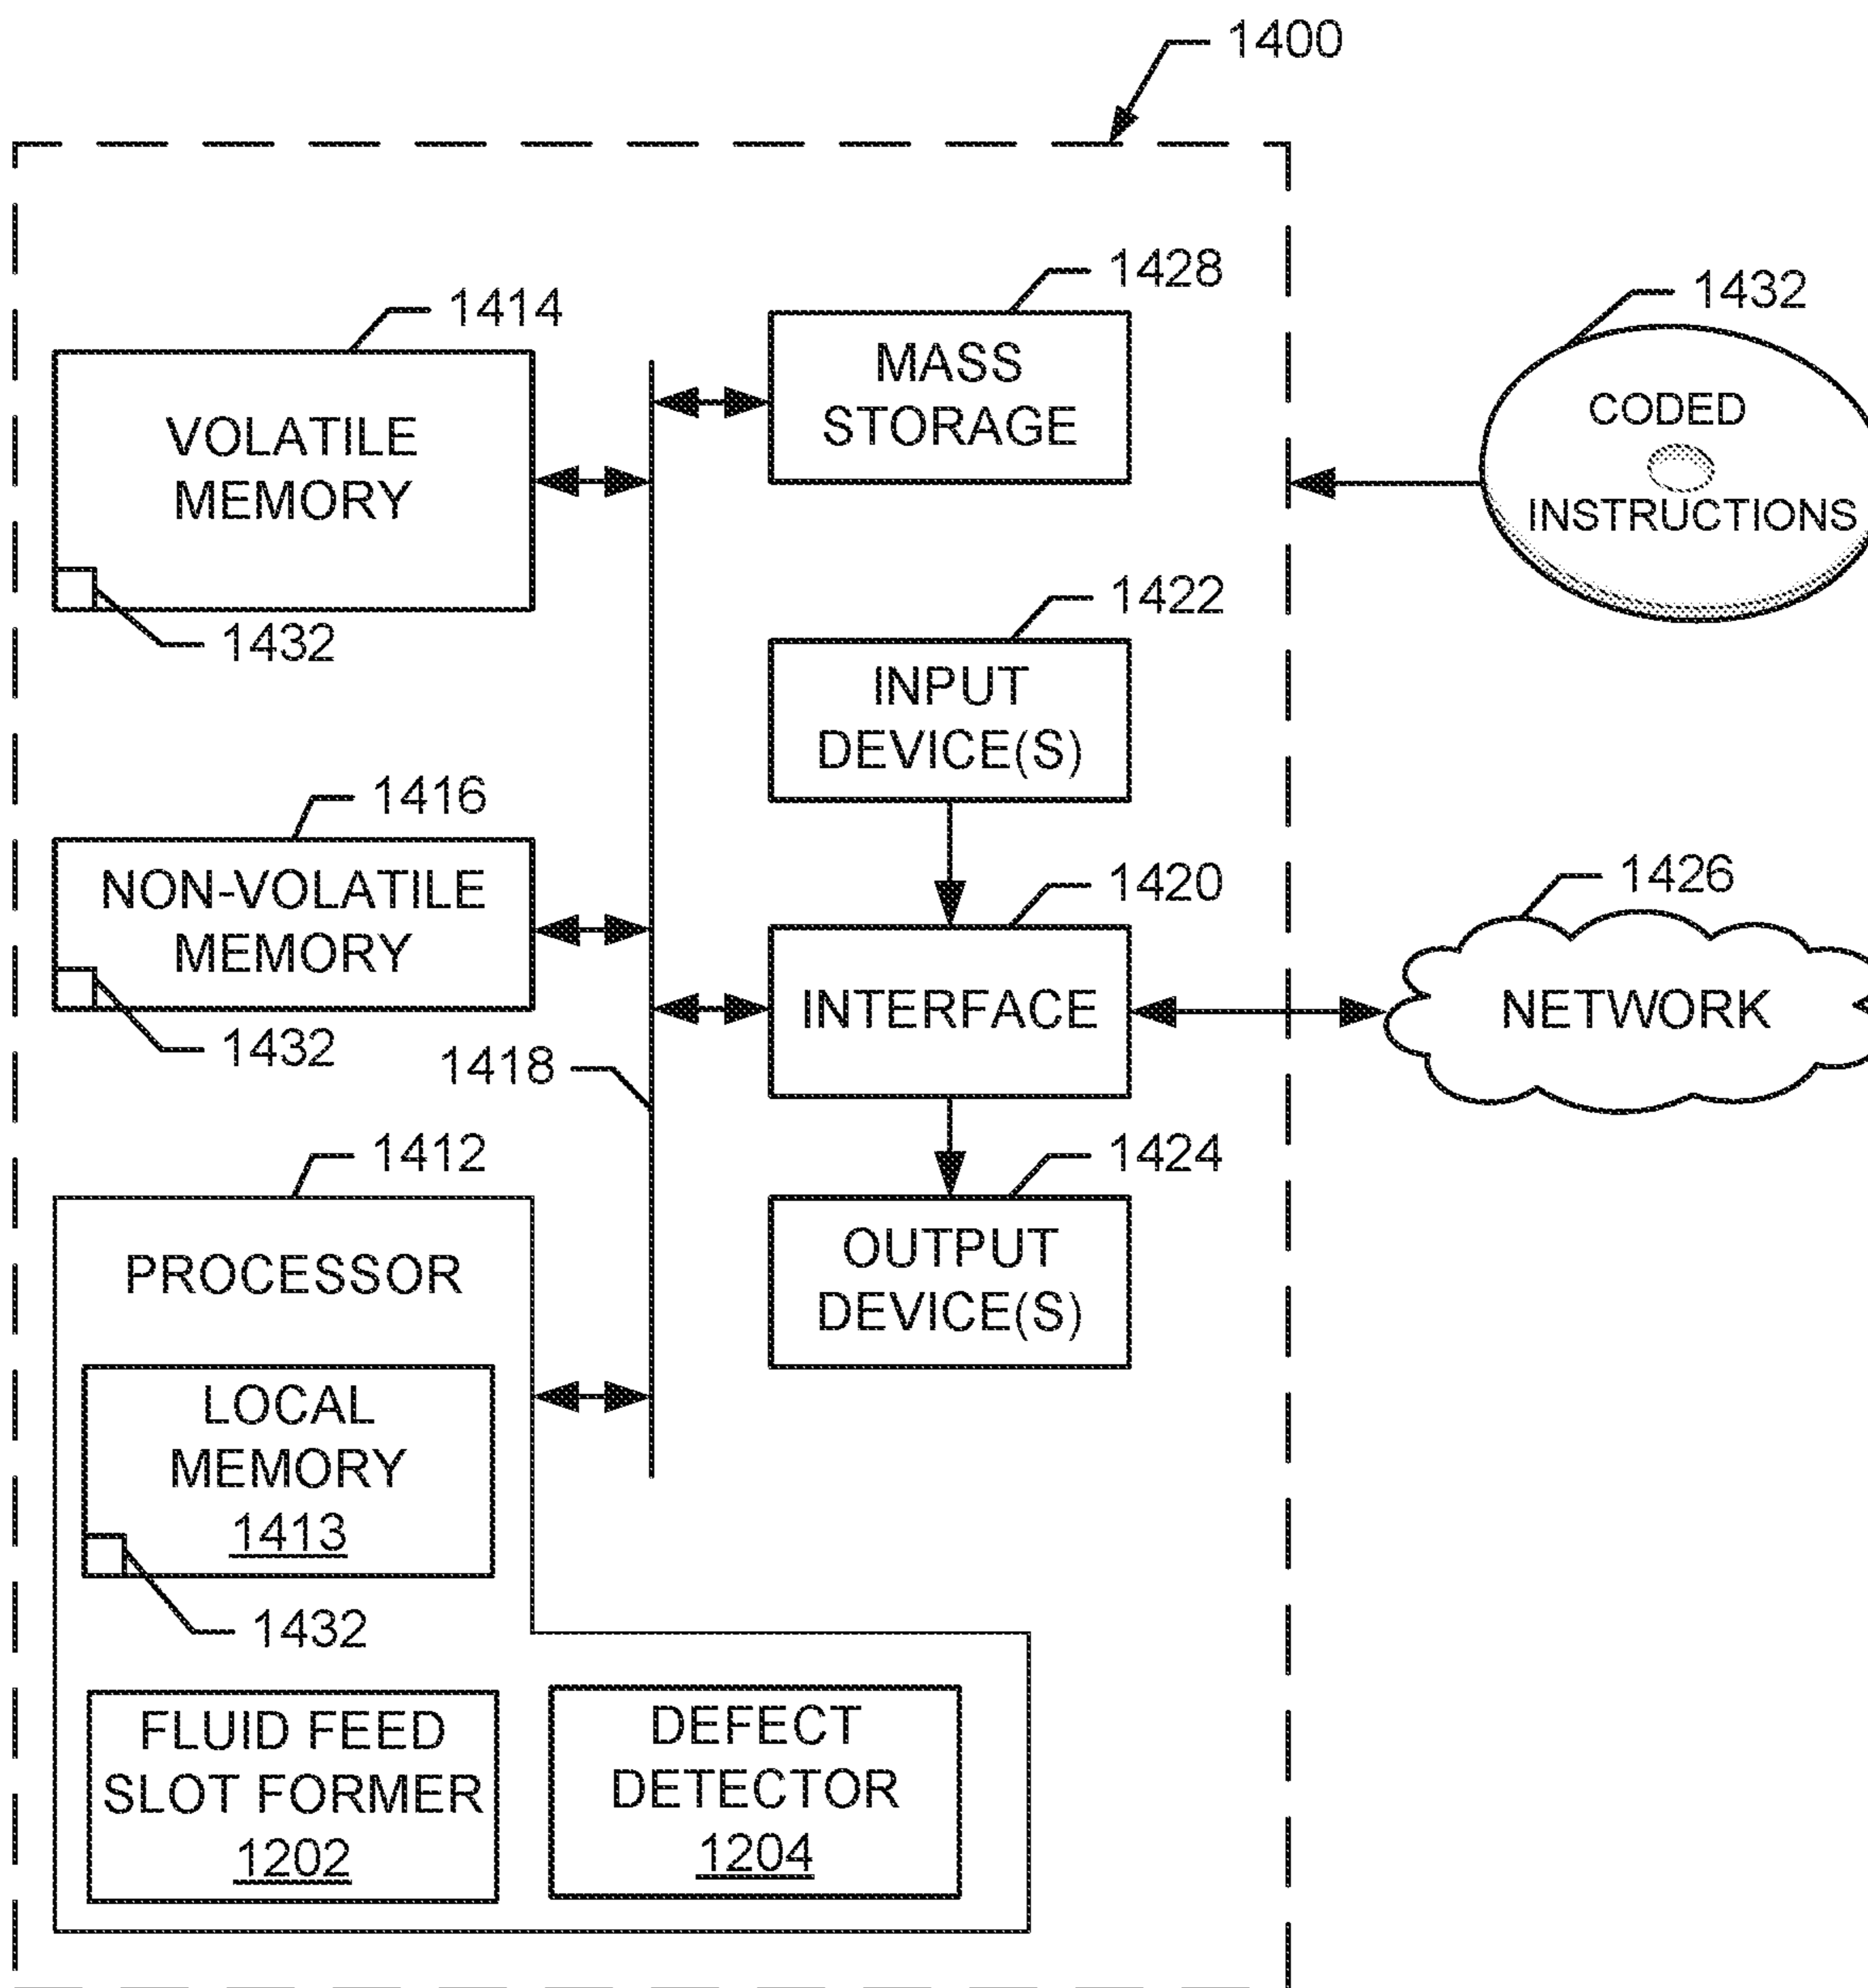 1400
1428
MASS
STORAGE
1432
CODED
INSTRUCTIONS
1414
VOLATILE
MEMORY
1432
1422
INPUT
DEVICE(S)
1416
NON-VOLATILE
MEMORY
1432
1418
1420
INTERFACE
1426
NETWORK
1412
PROCESSOR
LOCAL
MEMORY
1413
1432
1424
OUTPUT
DEVICE(S)
FLUID FEED
SLOT FORMER
1202
DEFECT
DETECTOR
1204